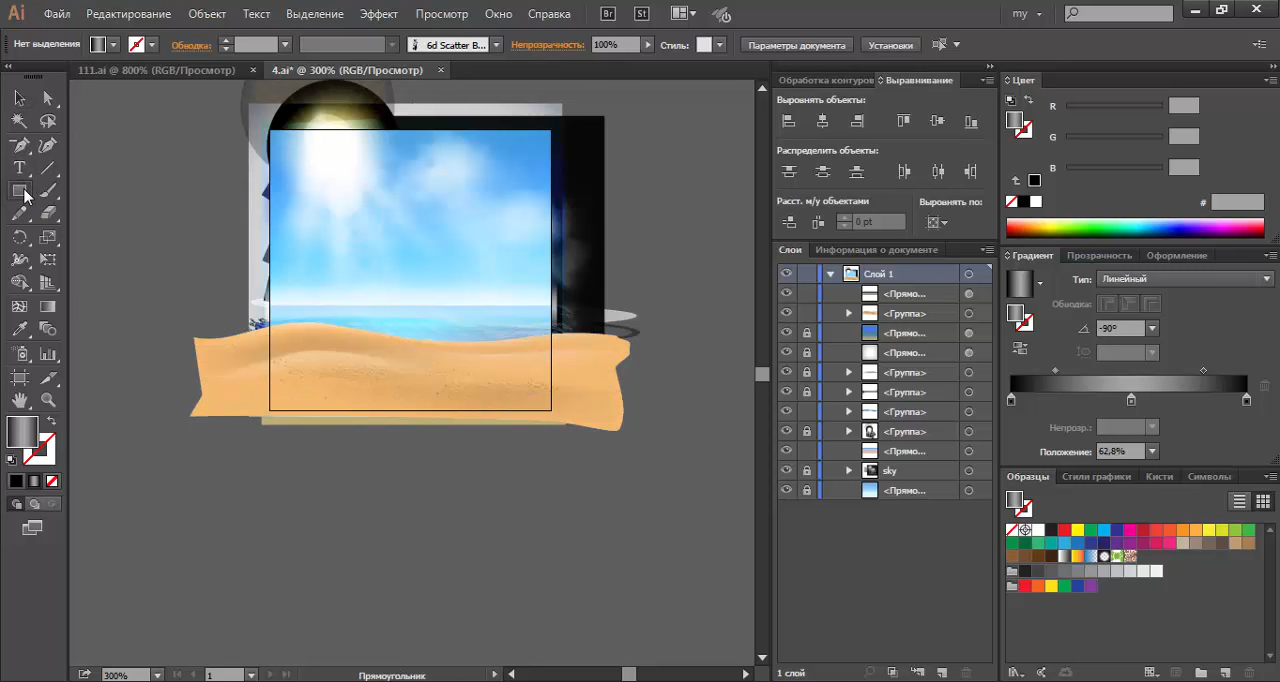 Ai Файл Редактирование Объект Текст Выделение Эффект Просмотр Окно Справка Br St my
Нет выделения Обводка: 6d Scatter B... Непрозрачность: 100% Стиль: Параметры документа Установки
111.ai @ 800% (RGB/Просмотр) × 4.ai* @ 300% (RGB/Просмотр) ×
Обработка контуров Выравнивание
Выровнять объекты:
Распределить объекты:
Расст. м/у объектами Выровнять по:
0 pt
Слои Информация о документе
Слой 1
<Прямо...
<Группа>
<Прямо...
<Прямо...
<Группа>
<Группа>
<Группа>
<Группа>
<Прямо...
sky
<Прямо...
1 слой
Цвет
R
G
B
#
Градиент Прозрачность Оформление
Тип: Линейный
Обводка:
-90°
Непрозр.:
Положение: 62,8%
Образцы Стили графики Кисти Символы
300% 1 Прямоугольник